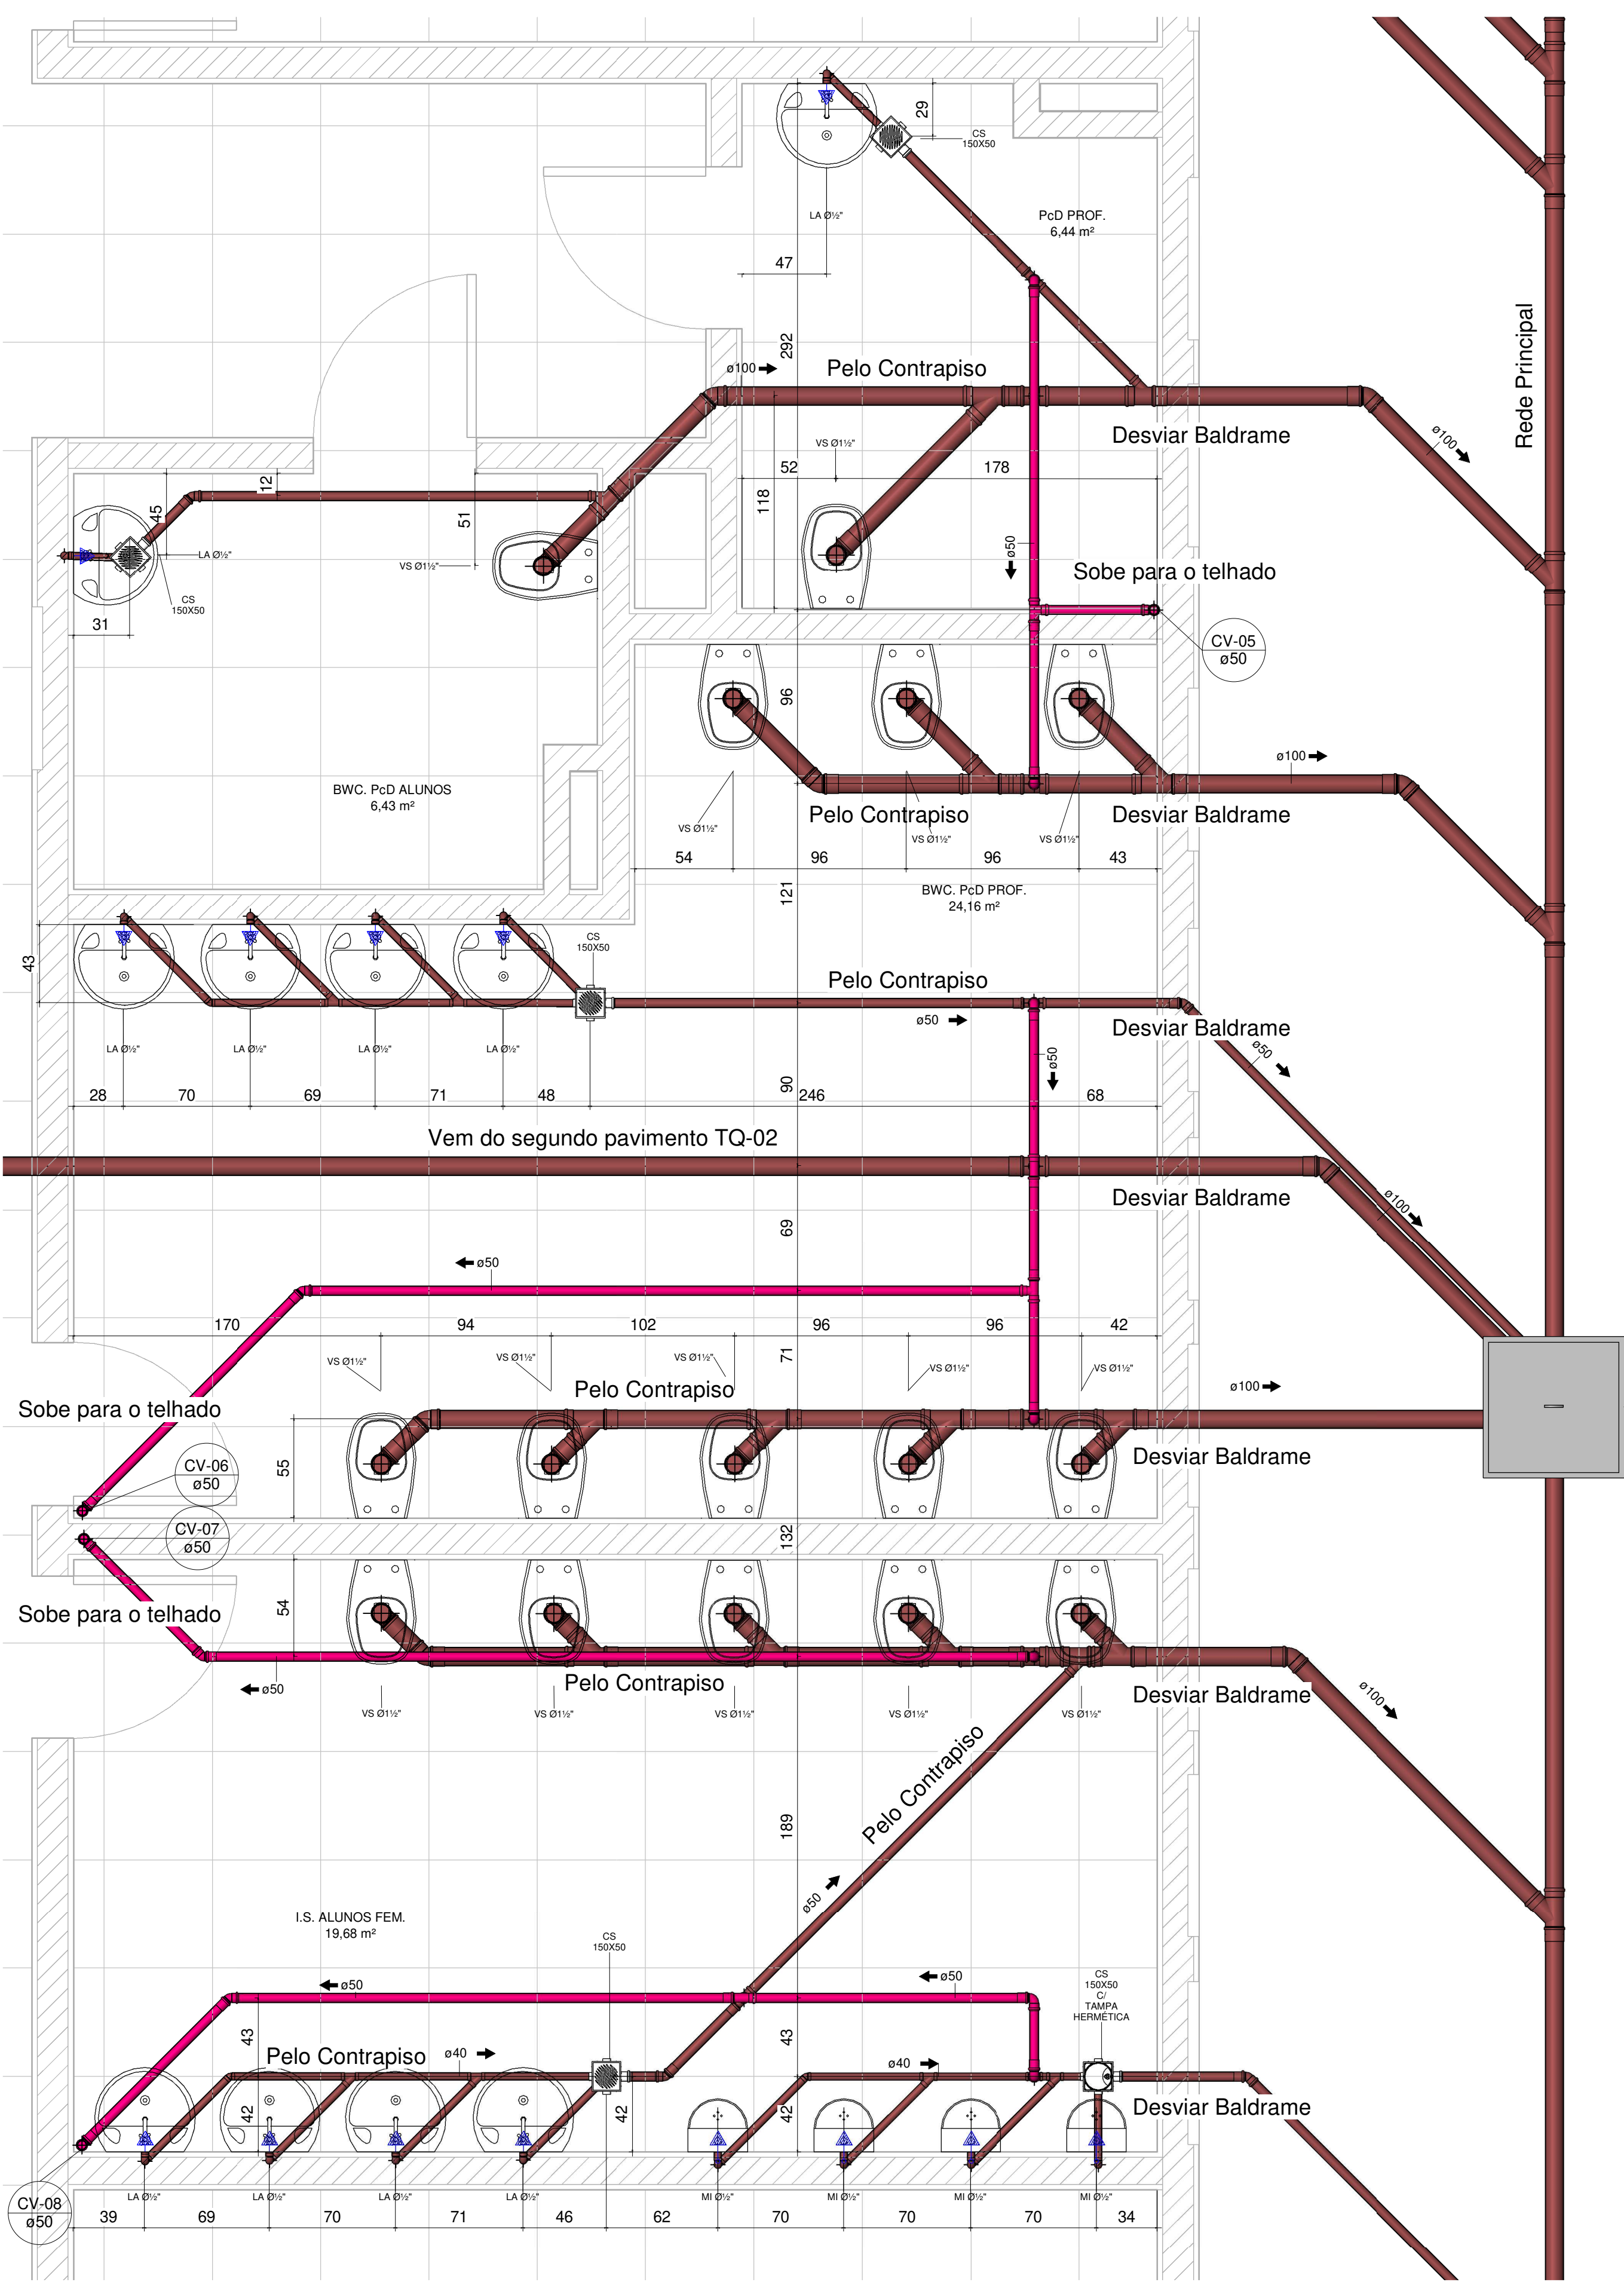 29
CS
150X50
LA Ø½"
PcD PROF.
6,44 m²
47
Rede Principal
292
ø100
Pelo Contrapiso
Desviar Baldrame
ø100
VS Ø1½"
52
178
118
12
45
51
LA Ø½"
VS Ø1½"
CS
150X50
31
ø50
Sobe para o telhado
CV-05
ø50
96
ø100
BWC. PcD ALUNOS
6,43 m²
Pelo Contrapiso
Desviar Baldrame
VS Ø1½"
VS Ø1½"
VS Ø1½"
54
96
96
43
121
BWC. PcD PROF.
24,16 m²
CS
150X50
43
Pelo Contrapiso
ø50
Desviar Baldrame
ø50
ø50
LA Ø½"
LA Ø½"
LA Ø½"
LA Ø½"
90
28
70
69
71
48
246
68
Vem do segundo pavimento TQ-02
Desviar Baldrame
ø100
69
ø50
170
94
102
96
96
42
71
VS Ø1½"
VS Ø1½"
VS Ø1½"
VS Ø1½"
VS Ø1½"
Pelo Contrapiso
ø100
Sobe para o telhado
Desviar Baldrame
55
CV-06
ø50
CV-07
ø50
132
54
Sobe para o telhado
ø50
Pelo Contrapiso
Desviar Baldrame
ø100
VS Ø1½"
VS Ø1½"
VS Ø1½"
VS Ø1½"
VS Ø1½"
Pelo Contrapiso
189
ø50
I.S. ALUNOS FEM.
19,68 m²
CS
150X50
ø50
ø50
CS
150X50
C/
TAMPA
HERMÉTICA
43
43
Pelo Contrapiso
ø40
ø40
42
42
42
Desviar Baldrame
CV-08
ø50
LA Ø½"
LA Ø½"
LA Ø½"
LA Ø½"
MI Ø½"
MI Ø½"
MI Ø½"
MI Ø½"
39
69
70
71
46
62
70
70
70
34